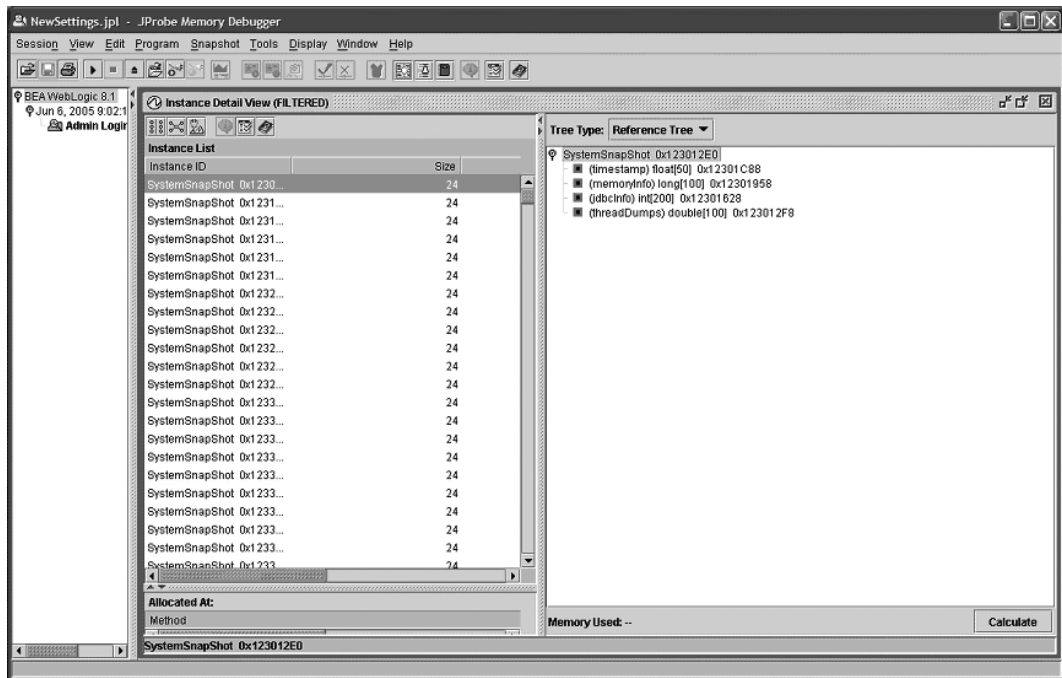 NewSettings.jpl - JProbe Memory Debugger
Session View Edit Program Snapshot Tools Display Window Help
BEA WebLogic 8.1
Jun 6, 2005 9:02:1
Admin Login
Instance Detail View (FILTERED)
Instance List
Instance ID Size
SystemSnapShot 0x1230... 24
SystemSnapShot 0x1231... 24
SystemSnapShot 0x1231... 24
SystemSnapShot 0x1231... 24
SystemSnapShot 0x1231... 24
SystemSnapShot 0x1231... 24
SystemSnapShot 0x1232... 24
SystemSnapShot 0x1232... 24
SystemSnapShot 0x1232... 24
SystemSnapShot 0x1232... 24
SystemSnapShot 0x1232... 24
SystemSnapShot 0x1232... 24
SystemSnapShot 0x1233... 24
SystemSnapShot 0x1233... 24
SystemSnapShot 0x1233... 24
SystemSnapShot 0x1233... 24
SystemSnapShot 0x1233... 24
SystemSnapShot 0x1233... 24
SystemSnapShot 0x1233... 24
SystemSnapShot 0x1233... 24
SystemSnapShot 0x1233... 24
SystemSnapShot 0x1233 24
Allocated At:
Method
Tree Type: Reference Tree
SystemSnapShot 0x123012E0
(timestamp) float[50] 0x12301C88
(memoryInfo) long[100] 0x12301958
(jdbcInfo) int[200] 0x12301628
(threadDumps) double[100] 0x123012F8
Memory Used: --
Calculate
SystemSnapShot 0x123012E0